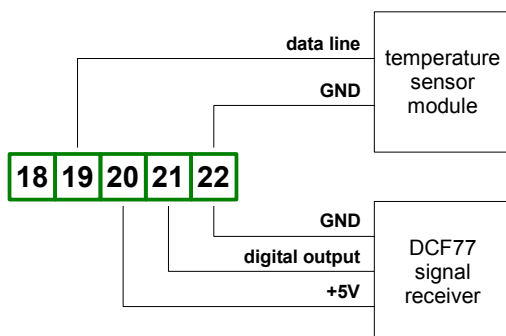 data line
temperature
sensor
module
GND
18 19 20 21 22
GND
digital output
+5V
DCF77
signal
receiver